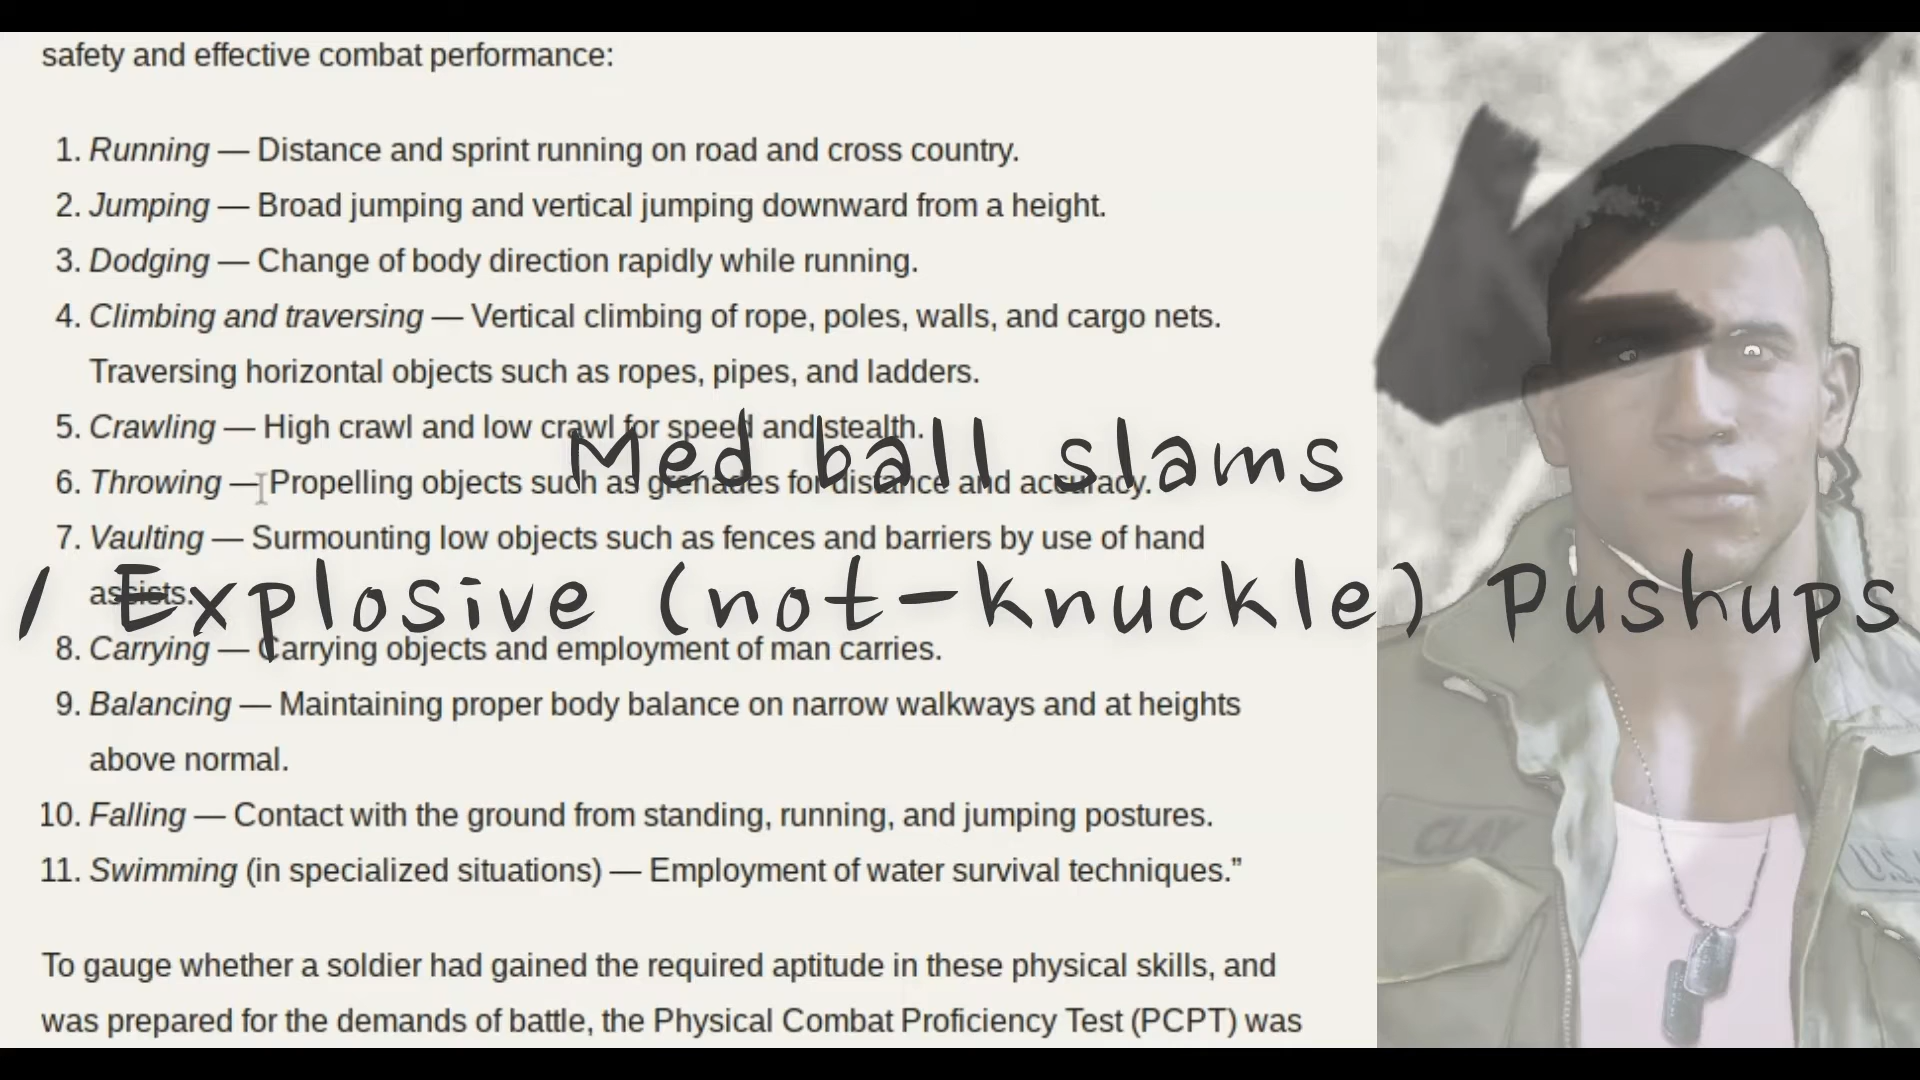 safety and effective combat performance:
1. Running — Distance and sprint running on road and cross country.
2. Jumping — Broad jumping and vertical jumping downward from a height.
3. Dodging — Change of body direction rapidly while running.
4. Climbing and traversing — Vertical climbing of rope, poles, walls, and cargo nets.
Traversing horizontal objects such as ropes, pipes, and ladders.
5. Crawling — High crawl and low crawl for speed and stealth.
Med ball slams
6. Throwing — Propelling objects such as grenades for distance and accuracy.
7. Vaulting — Surmounting low objects such as fences and barriers by use of hand
assists.
/ Explosive (not-knuckle) Pushups
8. Carrying — Carrying objects and employment of man carries.
9. Balancing — Maintaining proper body balance on narrow walkways and at heights
above normal.
10. Falling — Contact with the ground from standing, running, and jumping postures.
CLAY
U.S.
11. Swimming (in specialized situations) — Employment of water survival techniques.”
To gauge whether a soldier had gained the required aptitude in these physical skills, and
was prepared for the demands of battle, the Physical Combat Proficiency Test (PCPT) was